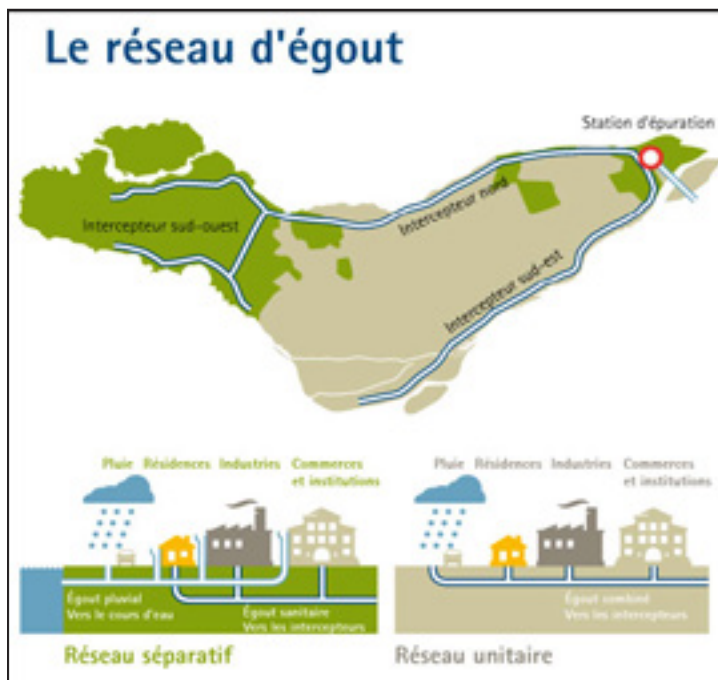 Le réseau d'égout
Station d'épuration
Intercepteur nord
Intercepteur sud-ouest
Intercepteur sud-est
Pluie Résidences Industries Commerces
et institutions
Pluie Résidences Industries Commerces
et institutions
Égout pluvial
Vers le cours d'eau
Égout sanitaire
Vers les intercepteurs
Égout combiné
Vers les intercepteurs
Réseau séparatif
Réseau unitaire